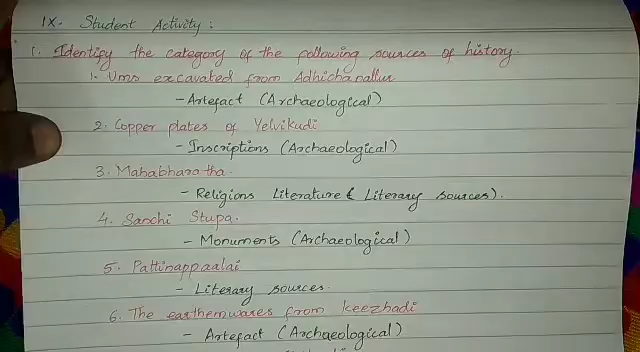 IX. Student Activity:
1. Identify the category of the following sources of history.
1. Urns excavated from Adhichanallur
- Artefact (Archaeological)
2. Copper plates of Velvikudi
- Inscriptions (Archaeological)
3. Mahabharatha.
- Religions Literature (Literary sources).
4. Sanchi Stupa.
- Monuments (Archaeological)
5. Pattinappaalai
- Literary sources.
6. The earthernwares from Keezhadi
- Artefact (Archaeological)